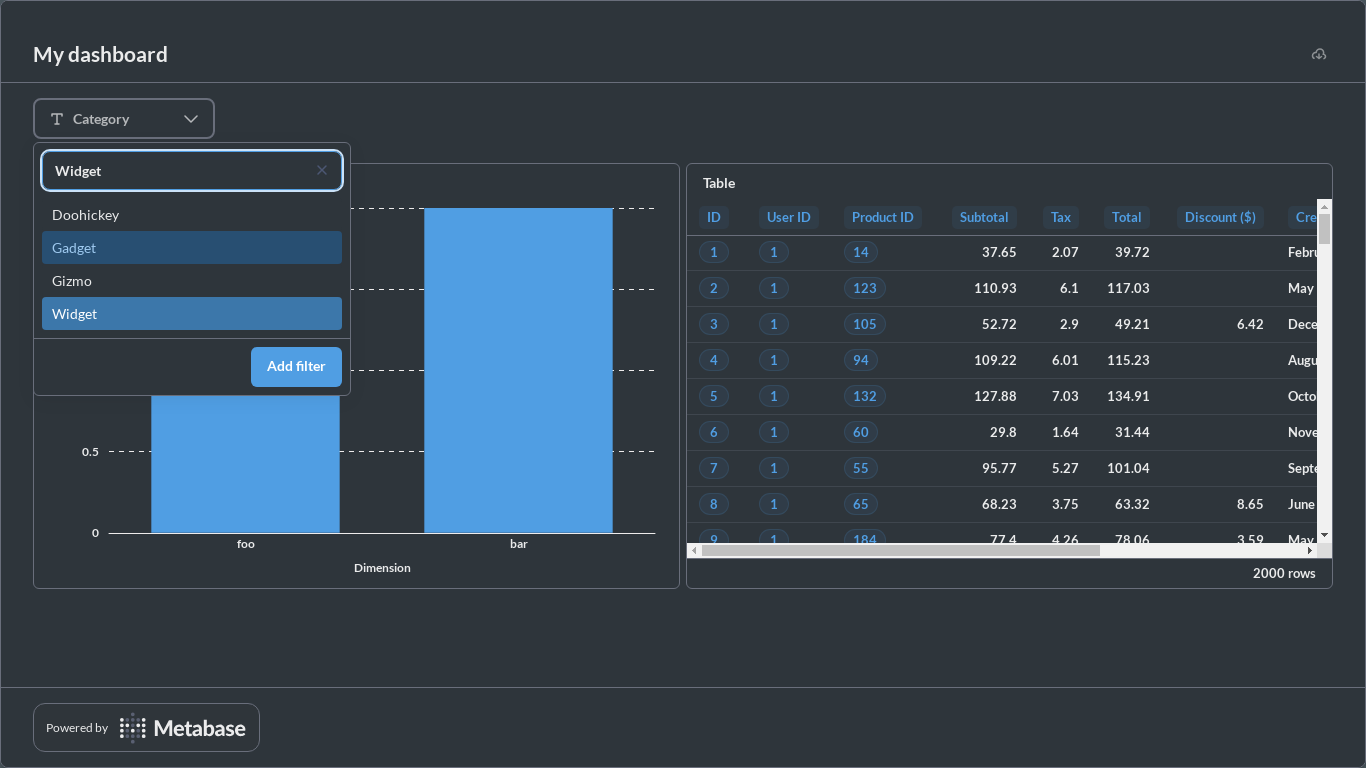 My dashboard
Category
Widget
Doohickey
Gadget
Gizmo
Widget
Add filter
0.5
0
foo
bar
Dimension
Table
ID User ID Product ID Subtotal Tax Total Discount ($) Cre
1 1 14 37.65 2.07 39.72 Febru
2 1 123 110.93 6.1 117.03 May
3 1 105 52.72 2.9 49.21 6.42 Dece
4 1 94 109.22 6.01 115.23 Augu
5 1 132 127.88 7.03 134.91 Octo
6 1 60 29.8 1.64 31.44 Nove
7 1 55 95.77 5.27 101.04 Septe
8 1 65 68.23 3.75 63.32 8.65 June
9 1 184 77.4 4.26 78.06 3.59 May
2000 rows
Powered by Metabase